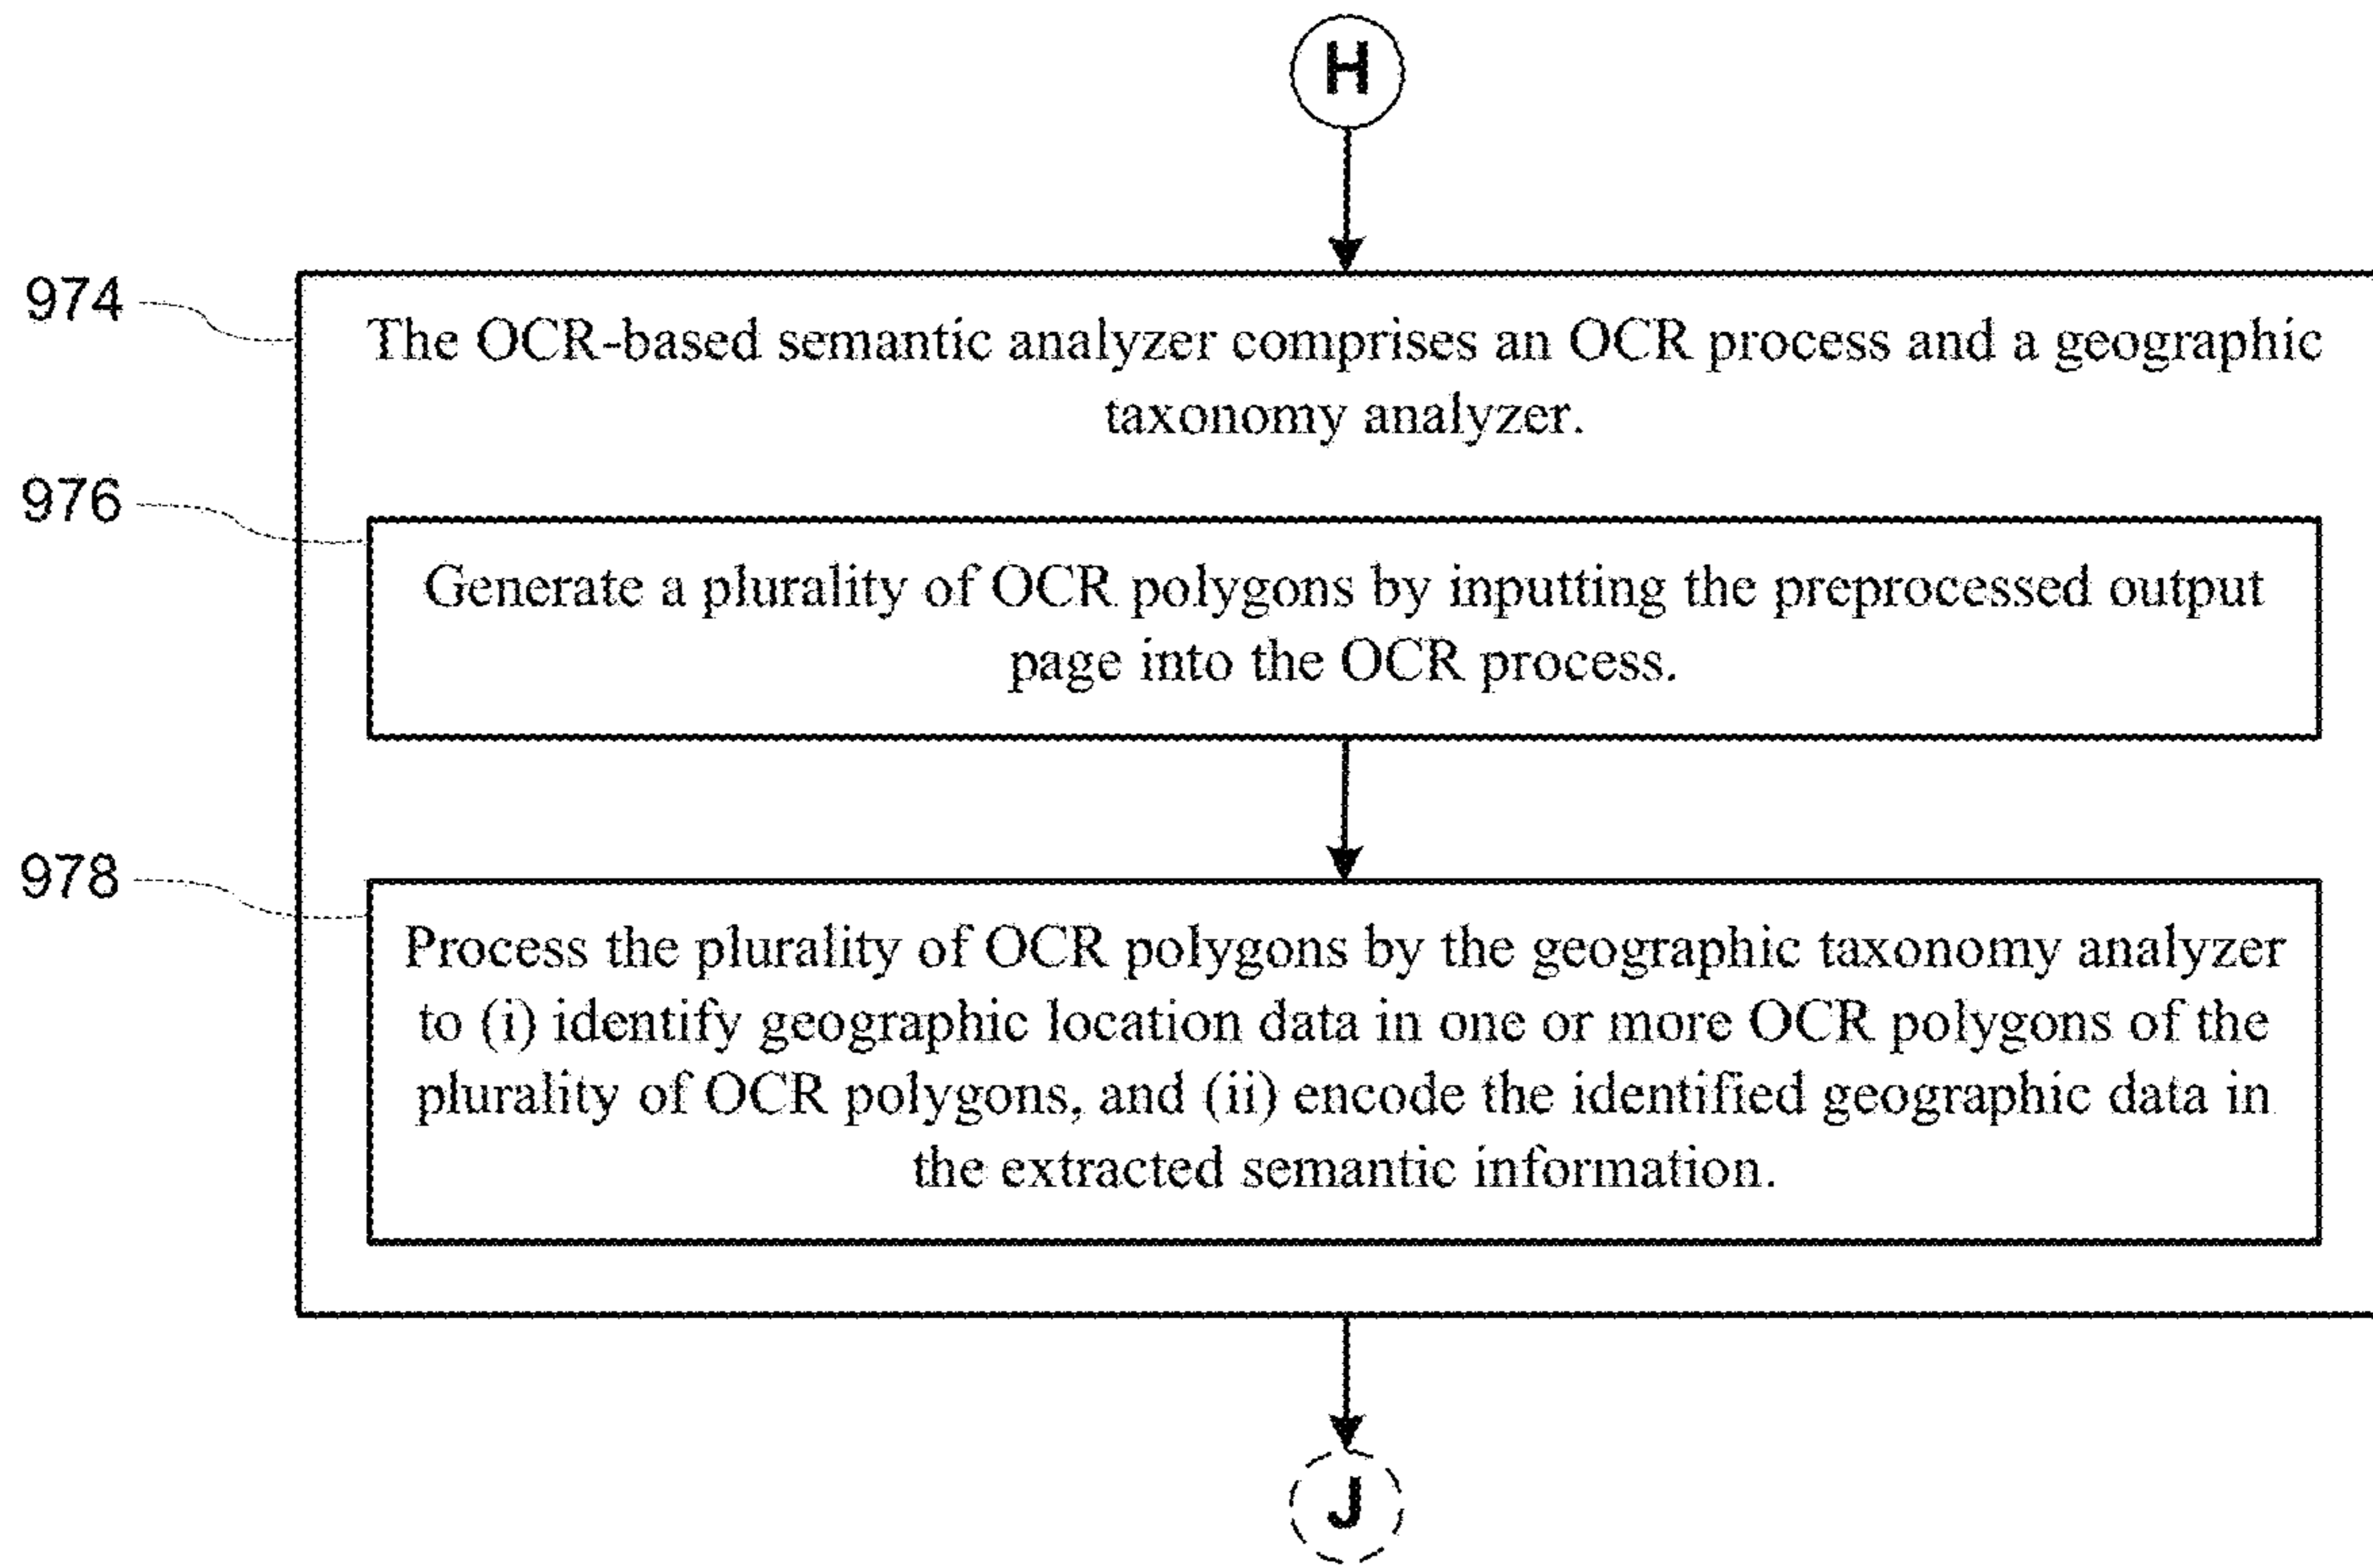 H
974
The OCR-based semantic analyzer comprises an OCR process and a geographic
taxonomy analyzer.
976
Generate a plurality of OCR polygons by inputting the preprocessed output
page into the OCR process.
978
Process the plurality of OCR polygons by the geographic taxonomy analyzer
to (i) identify geographic location data in one or more OCR polygons of the
plurality of OCR polygons, and (ii) encode the identified geographic data in
the extracted semantic information.
J